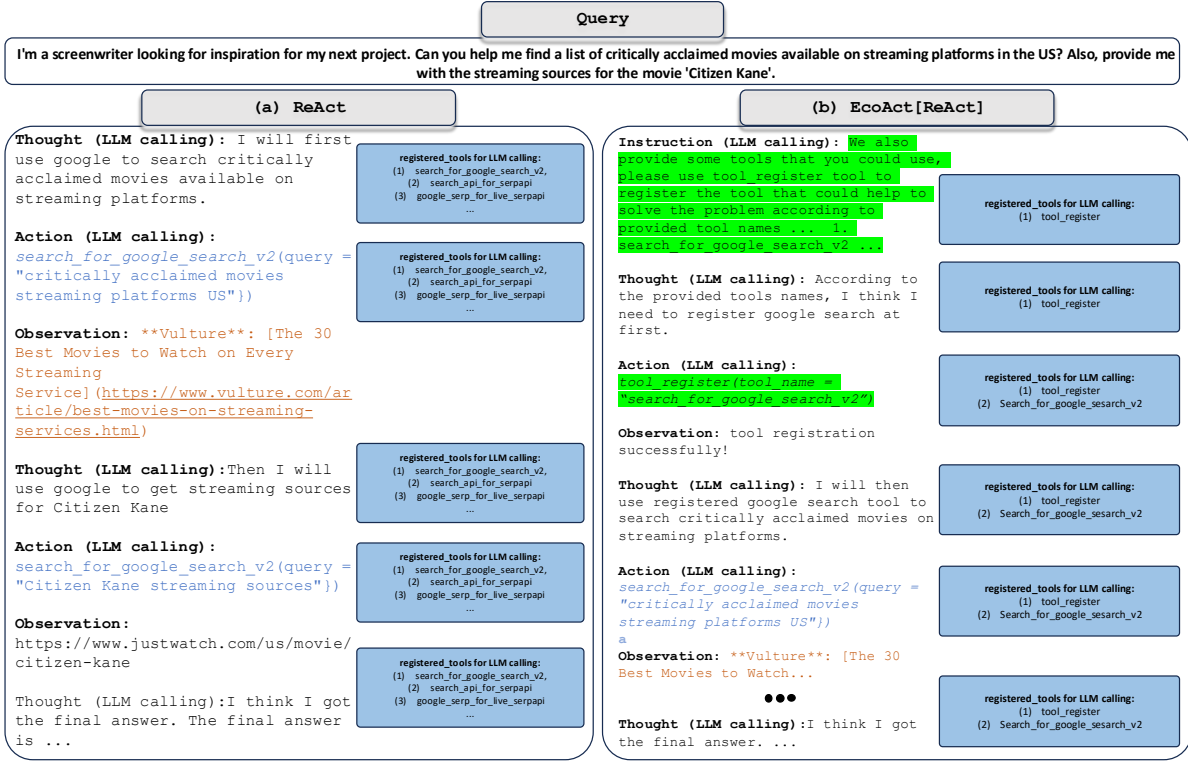 Query
I'm a screenwriter looking for inspiration for my next project. Can you help me find a list of critically acclaimed movies available on streaming platforms in the US? Also, provide me
with the streaming sources for the movie 'Citizen Kane'.
(a) ReAct
Thought (LLM calling): I will first
use google to search critically
acclaimed movies available on
streaming platforms.
registered_tools for LLM calling:
(1) search_for_google_search_v2,
(2) search_api_for_serpapi
(3) google_serp_for_live_serpapi
...
Action (LLM calling):
search_for_google_search_v2(query =
"critically acclaimed movies
streaming platforms US"})
registered_tools for LLM calling:
(1) search_for_google_search_v2,
(2) search_api_for_serpapi
(3) google_serp_for_live_serpapi
...
Observation: **Vulture**: [The 30
Best Movies to Watch on Every
Streaming
Service](https://www.vulture.com/ar
ticle/best-movies-on-streaming-
services.html)
Thought (LLM calling):Then I will
use google to get streaming sources
for Citizen Kane
registered_tools for LLM calling:
(1) search_for_google_search_v2,
(2) search_api_for_serpapi
(3) google_serp_for_live_serpapi
...
Action (LLM calling):
search_for_google_search_v2(query =
"Citizen Kane streaming sources"})
registered_tools for LLM calling:
(1) search_for_google_search_v2,
(2) search_api_for_serpapi
(3) google_serp_for_live_serpapi
...
Observation:
https://www.justwatch.com/us/movie/
citizen-kane
Thought (LLM calling):I think I got
the final answer. The final answer
is ...
registered_tools for LLM calling:
(1) search_for_google_search_v2,
(2) search_api_for_serpapi
(3) google_serp_for_live_serpapi
...
(b) EcoAct[ReAct]
Instruction (LLM calling): We also
provide some tools that you could use,
please use tool_register tool to
register the tool that could help to
solve the problem according to
provided tool names ... 1.
search_for_google_search_v2 ...
registered_tools for LLM calling:
(1) tool_register
Thought (LLM calling): According to
the provided tools names, I think I
need to register google search at
first.
registered_tools for LLM calling:
(1) tool_register
Action (LLM calling):
tool_register(tool_name =
“search_for_google_search_v2”)
registered_tools for LLM calling:
(1) tool_register
(2) Search_for_google_sesarch_v2
Observation: tool registration
successfully!
Thought (LLM calling): I will then
use registered google search tool to
search critically acclaimed movies on
streaming platforms.
registered_tools for LLM calling:
(1) tool_register
(2) Search_for_google_sesarch_v2
Action (LLM calling):
search_for_google_search_v2(query =
"critically acclaimed movies
streaming platforms US"})
a
registered_tools for LLM calling:
(1) tool_register
(2) Search_for_google_sesarch_v2
Observation: **Vulture**: [The 30
Best Movies to Watch...
•••
Thought (LLM calling):I think I got
the final answer. ...
registered_tools for LLM calling:
(1) tool_register
(2) Search_for_google_sesarch_v2